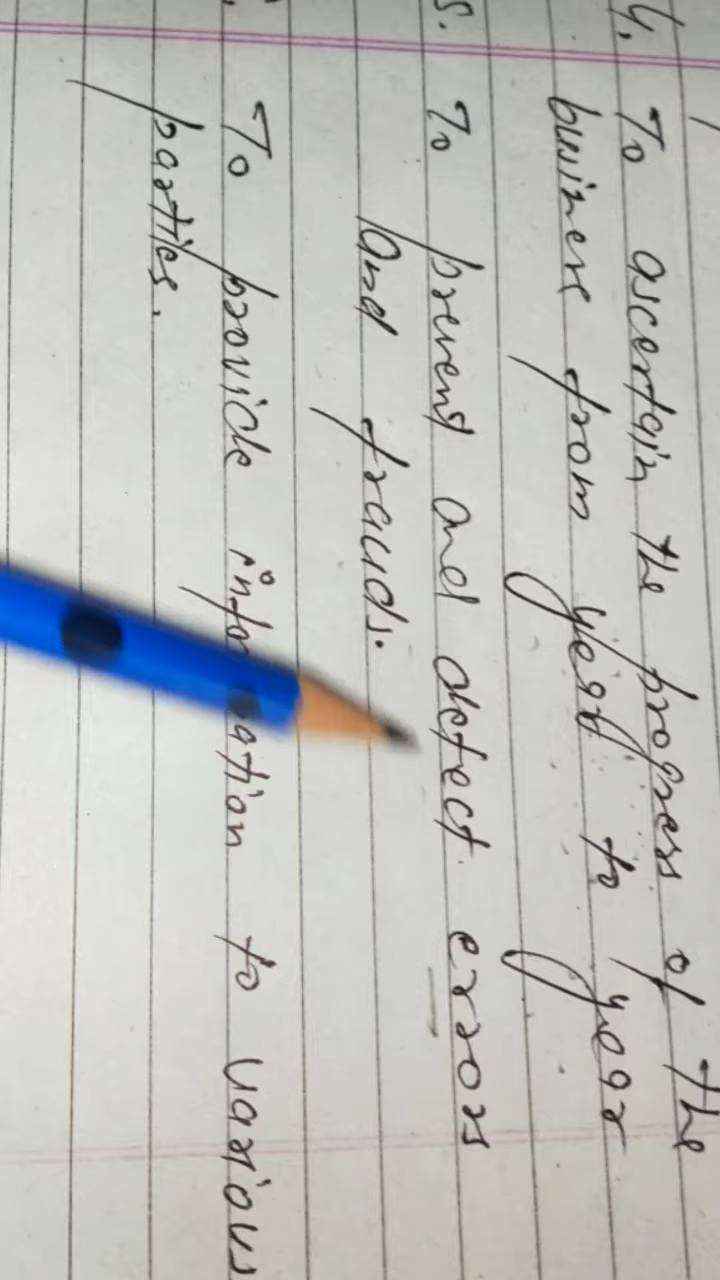 4. To ascertain the progress of the
business from year to year
5. To prevent and detect errors
and frauds.
To provide information to various
parties.